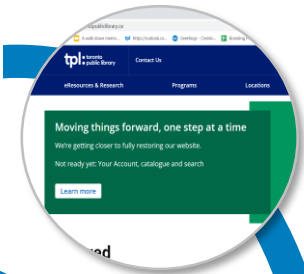 tpl: toronto
public library
Contact Us
eResources & Research Programs Locations
Moving things forward, one step at a time
We're getting closer to fully restoring our website.
Not ready yet: Your Account, catalogue and search
Learn more